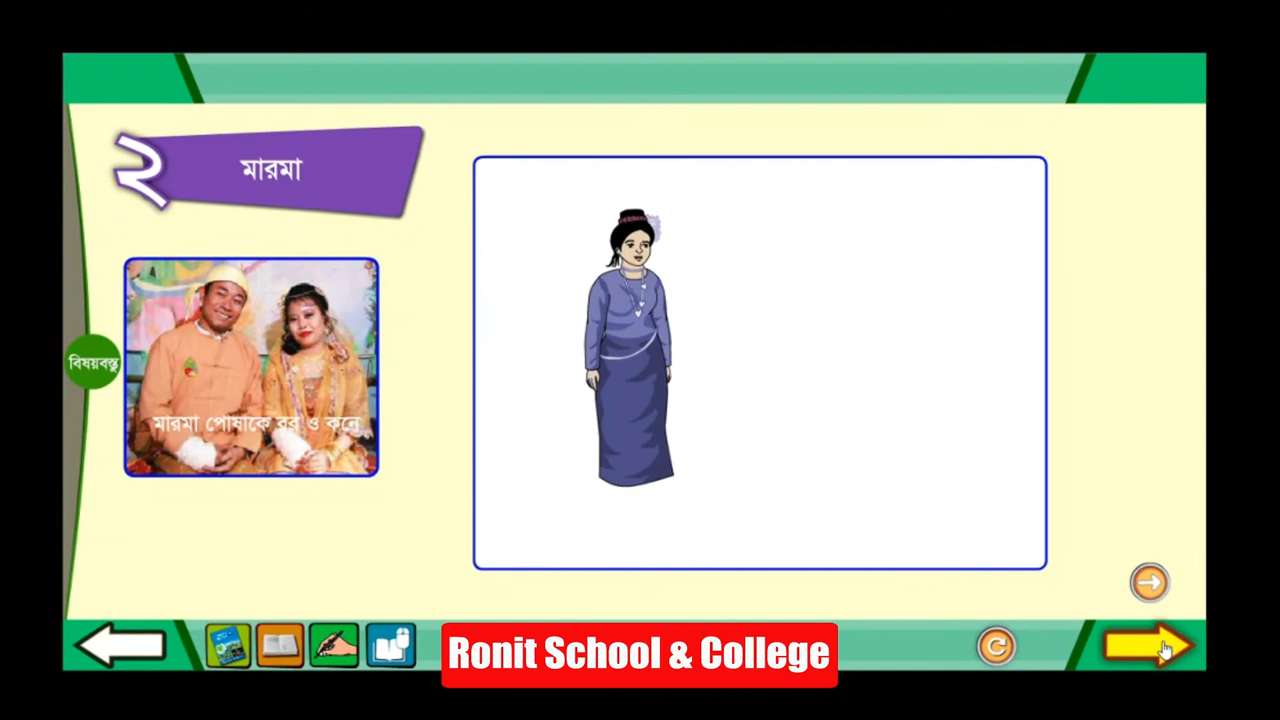 ২
মারমা
বিষয়বস্তু
মারমা পোষাকে বর ও কনে
Ronit School & College